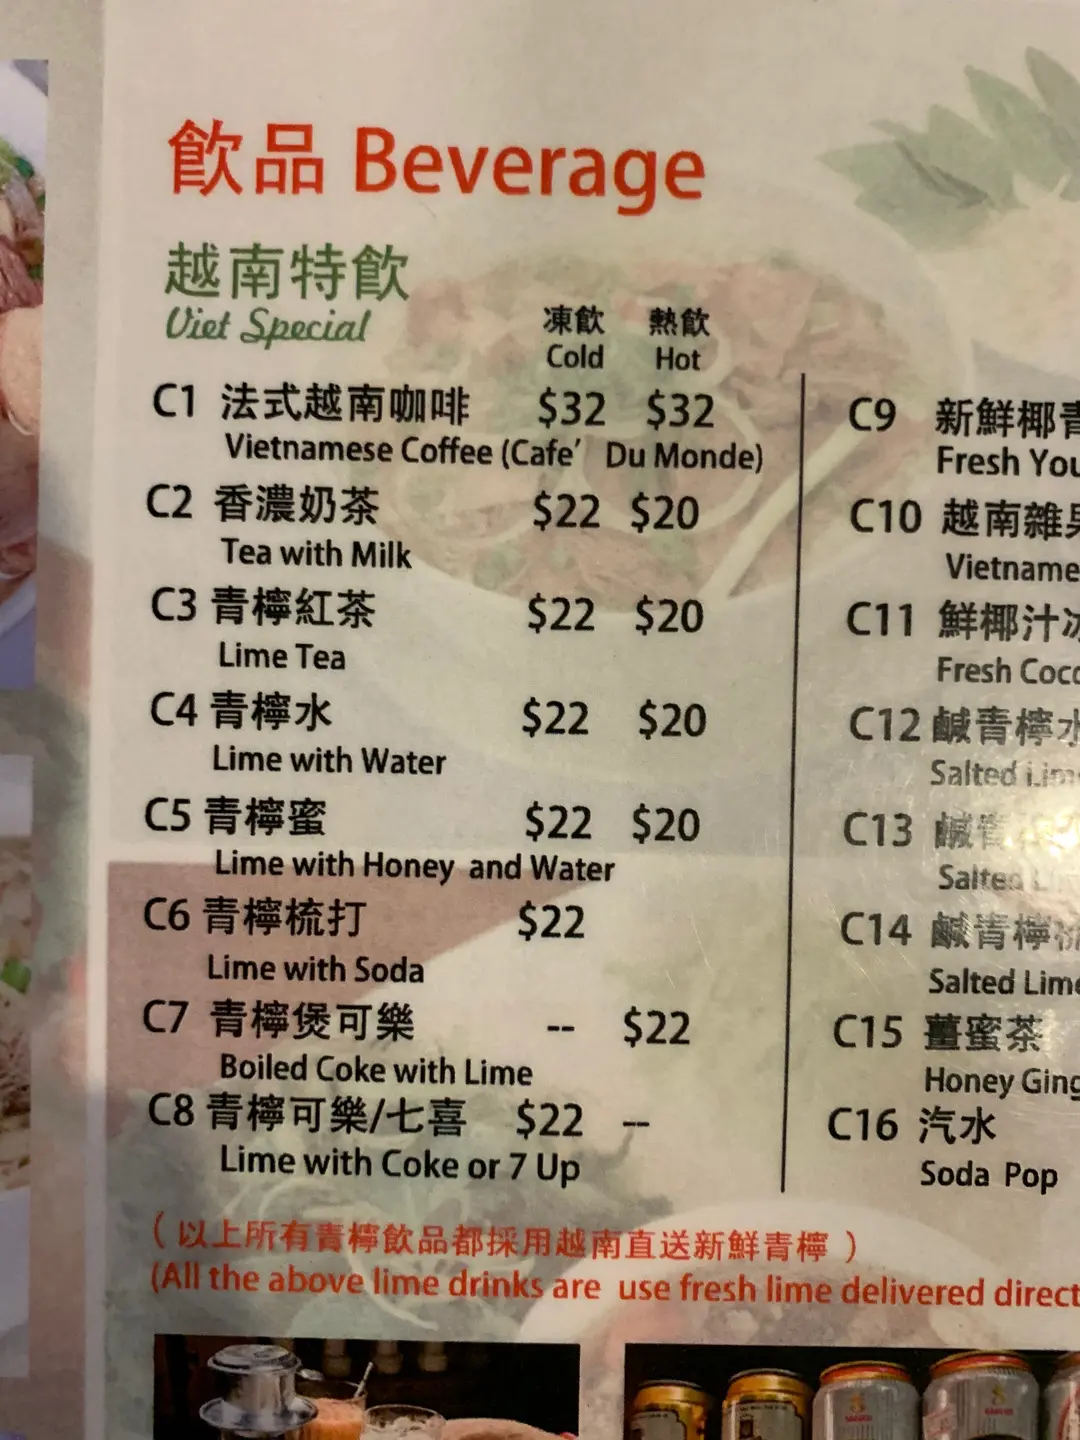 飲品 Beverage
越南特飲
Viet Special
凍飲 熱飲
Cold Hot
C1 法式越南咖啡 $32 $32
Vietnamese Coffee (Cafe' Du Monde)
C2 香濃奶茶 $22 $20
Tea with Milk
C3 青檸紅茶 $22 $20
Lime Tea
C4 青檸水 $22 $20
Lime with Water
C5 青檸蜜 $22 $20
Lime with Honey and Water
C6 青檸梳打 $22
Lime with Soda
C7 青檸煲可樂 -- $22
Boiled Coke with Lime
C8 青檸可樂/七喜 $22 --
Lime with Coke or 7 Up
C9 新鮮椰青
Fresh You
C10 越南雜果
Vietname
C11 鮮椰汁冰
Fresh Coco
C12 鹹青檸水
Salted Lime
C13 鹹青
Salted
C14 鹹青檸梳
Salted Lime
C15 薑蜜茶
Honey Ging
C16 汽水
Soda Pop
（以上所有青檸飲品都採用越南直送新鮮青檸）
(All the above lime drinks are use fresh lime delivered direct